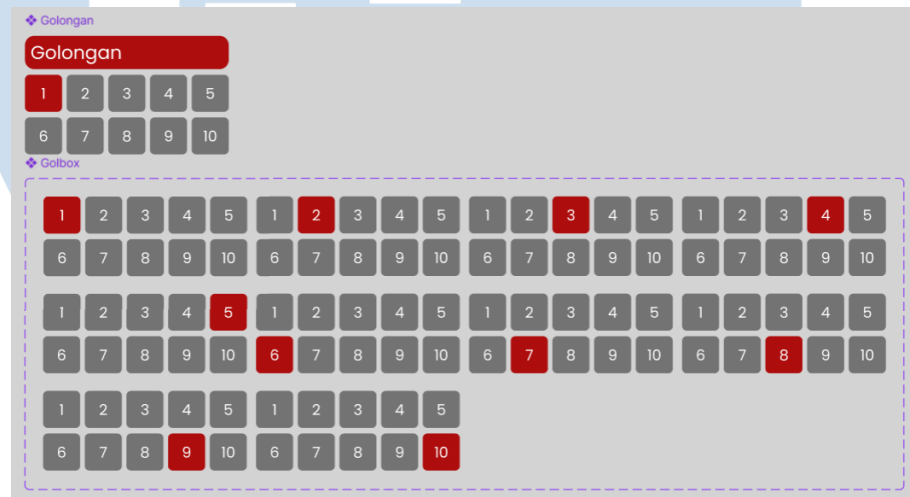 Golongan
Golongan
1 2 3 4 5
6 7 8 9 10
Golbox
1 2 3 4 5 1 2 3 4 5 1 2 3 4 5 1 2 3 4 5
6 7 8 9 10 6 7 8 9 10 6 7 8 9 10 6 7 8 9 10
1 2 3 4 5 1 2 3 4 5 1 2 3 4 5 1 2 3 4 5
6 7 8 9 10 6 7 8 9 10 6 7 8 9 10 6 7 8 9 10
1 2 3 4 5 1 2 3 4 5
6 7 8 9 10 6 7 8 9 10